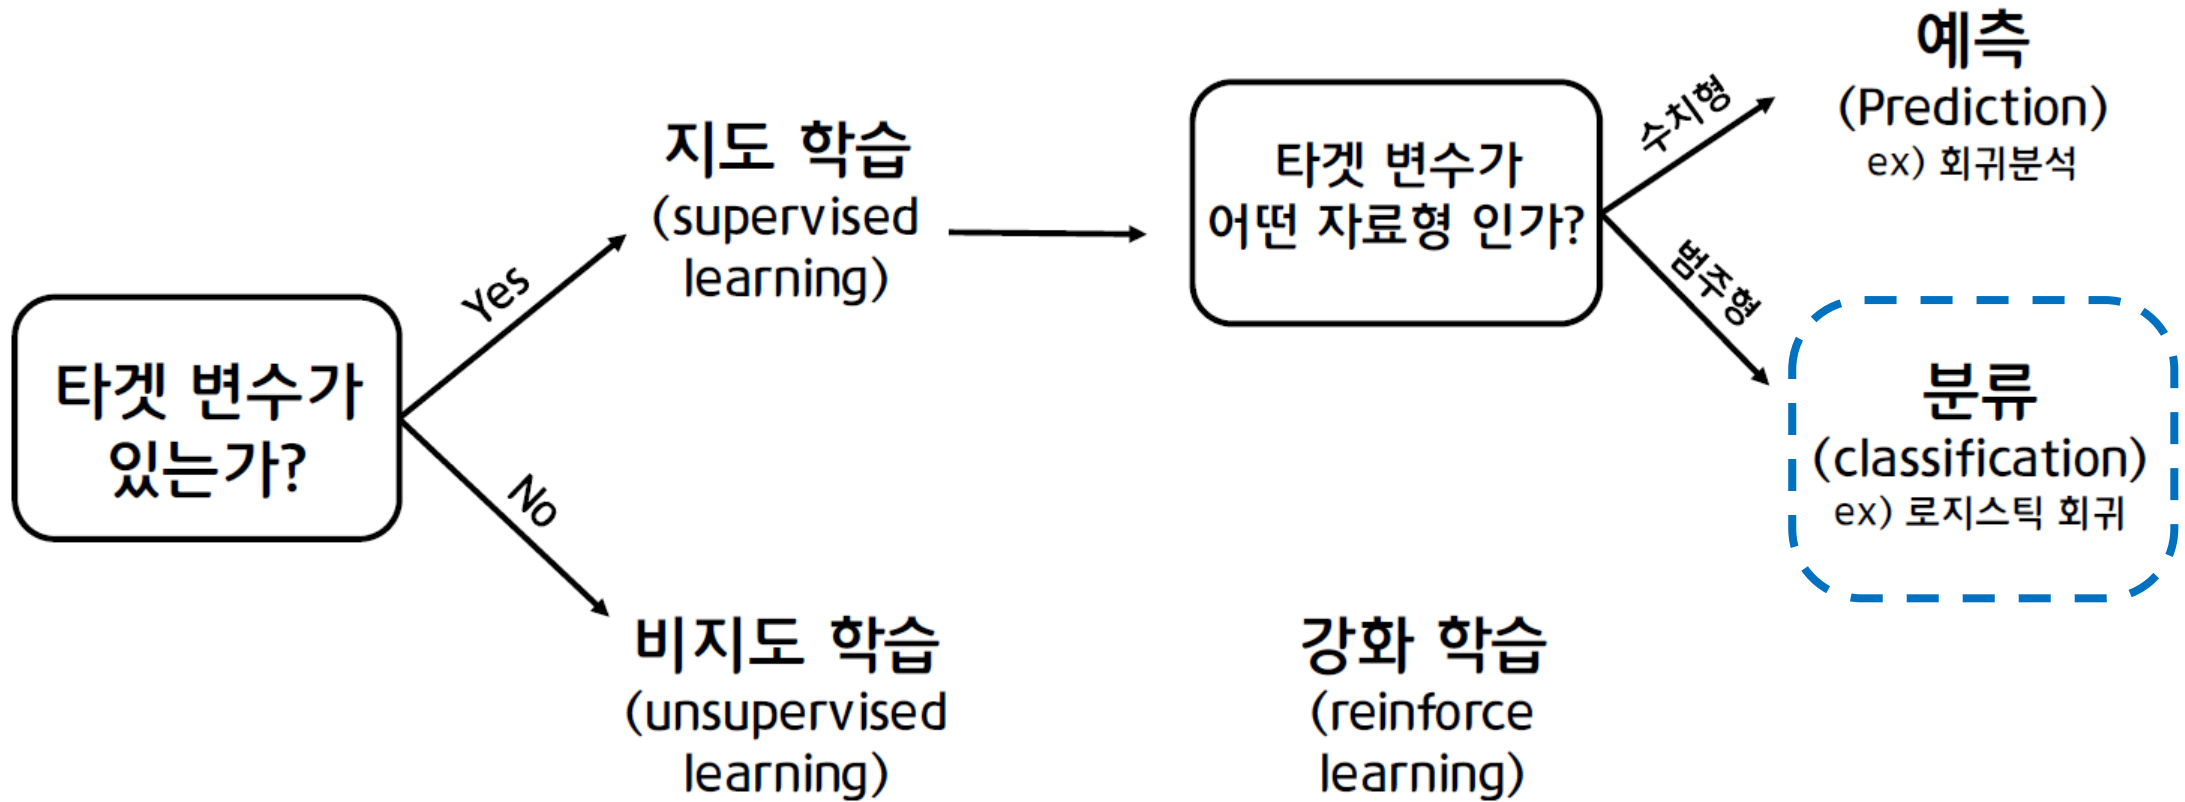 타겟 변수가
있는가?
Yes
No
지도 학습
(supervised
learning)
비지도 학습
(unsupervised
learning)
타겟 변수가
어떤 자료형 인가?
수치형
범주형
예측
(Prediction)
ex) 회귀분석
분류
(classification)
ex) 로지스틱 회귀
강화 학습
(reinforce
learning)